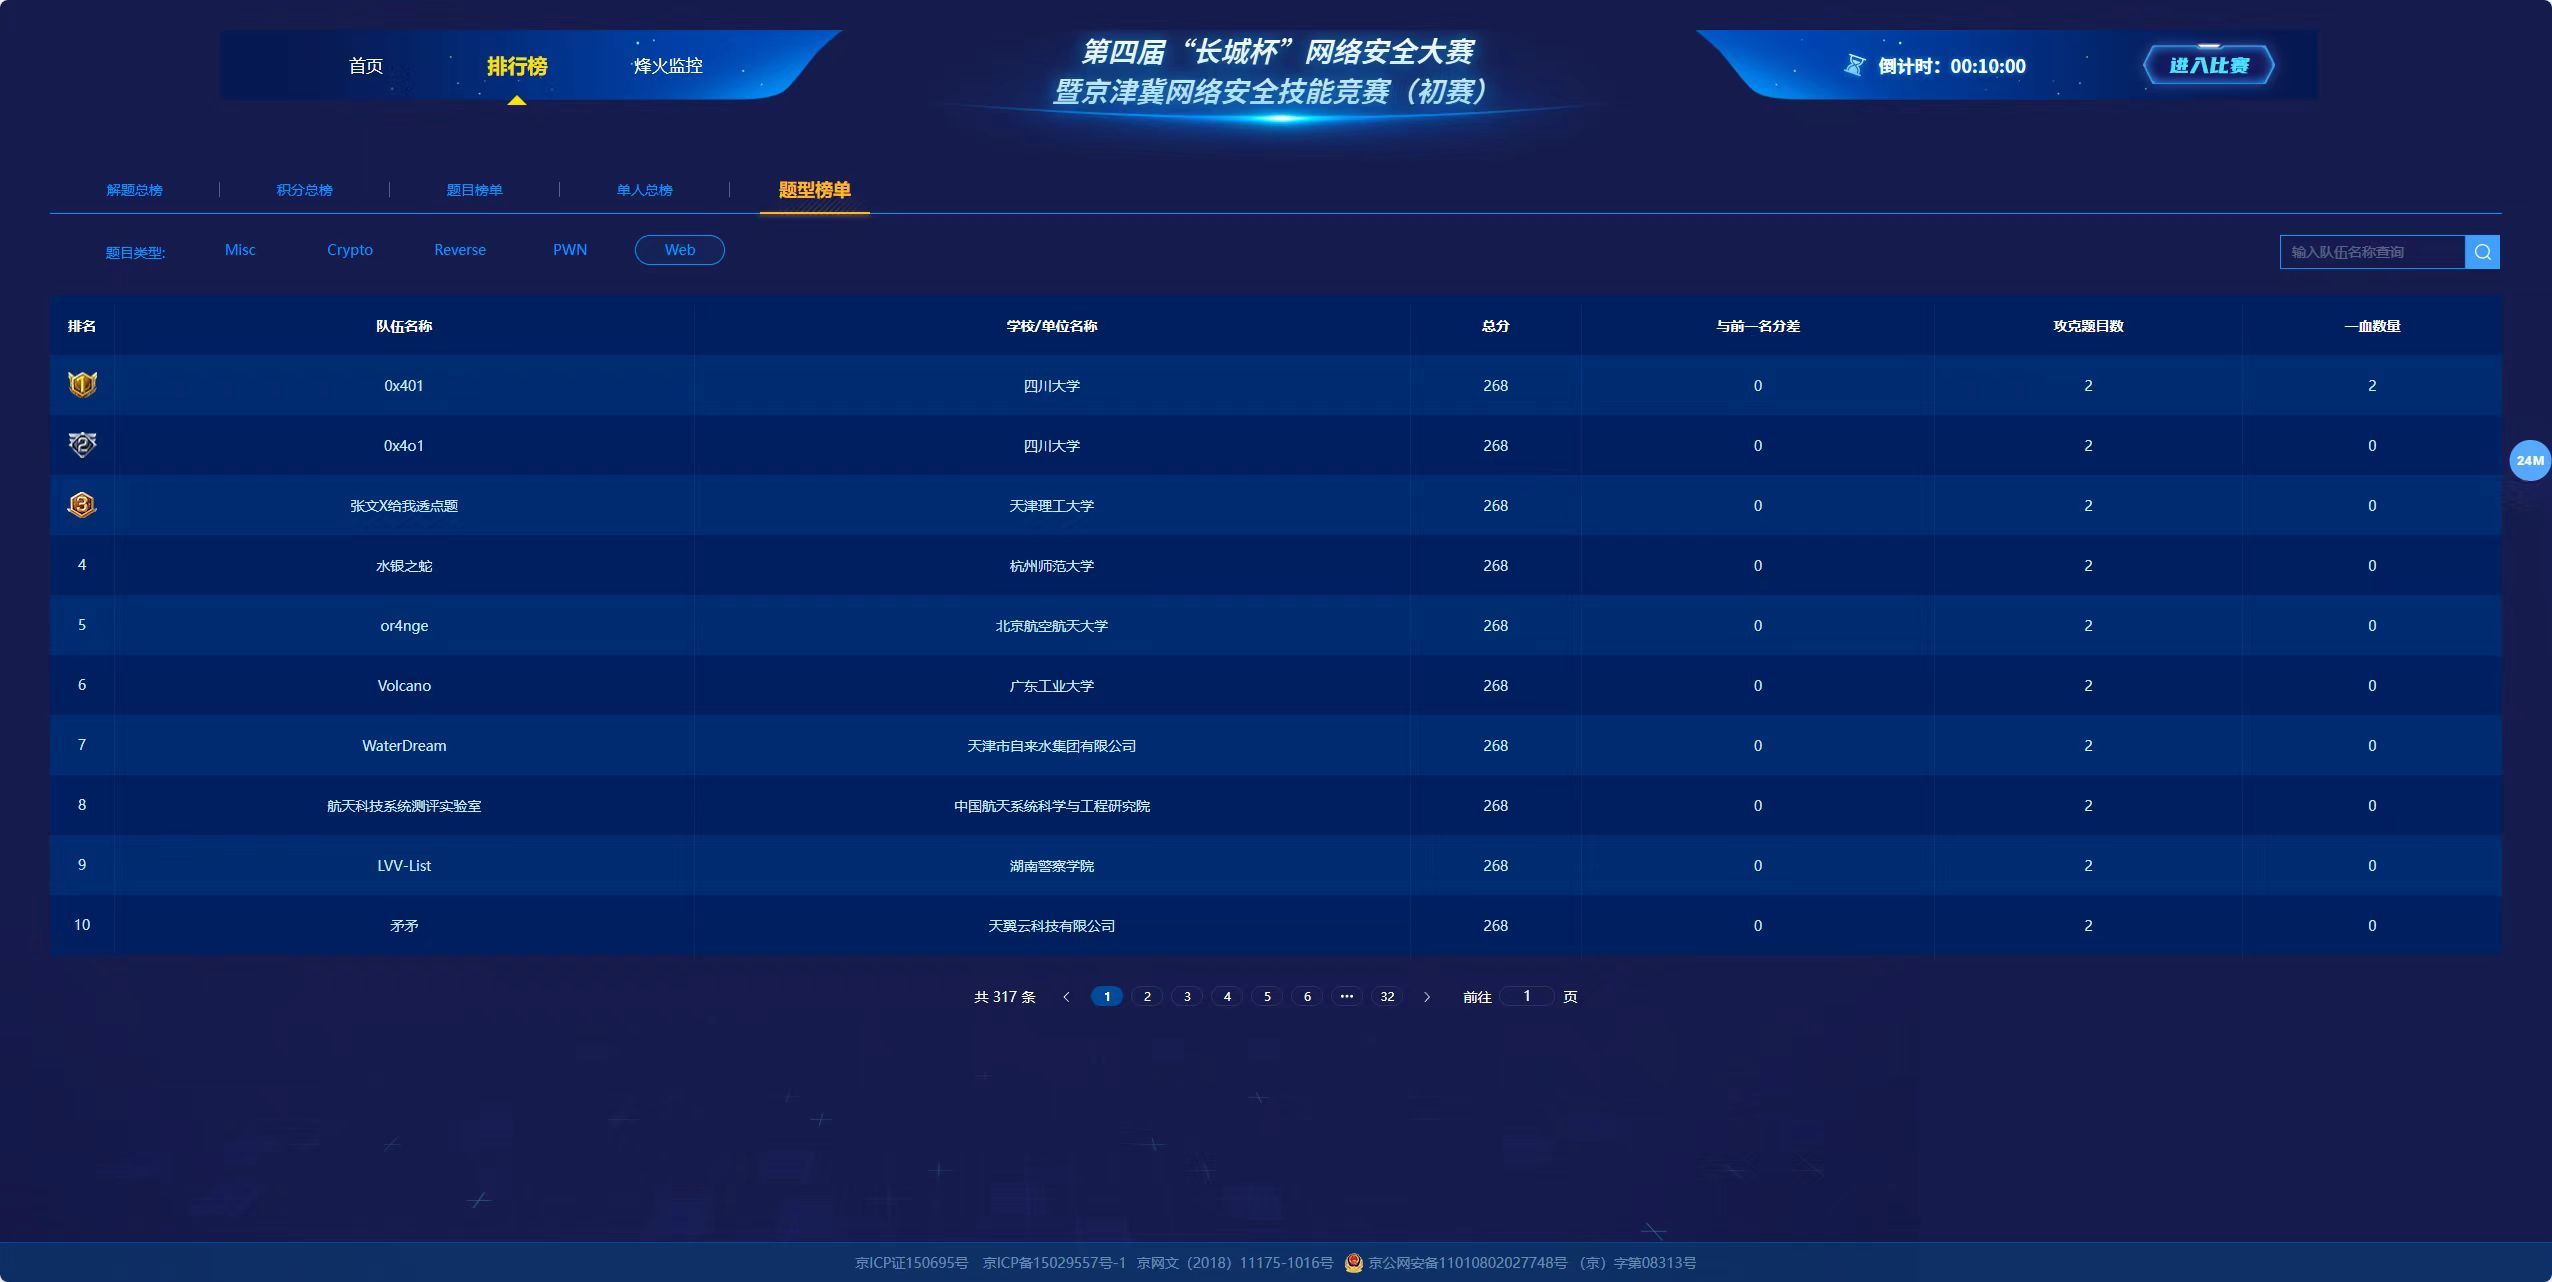 首页 排行榜 烽火监控
第四届“长城杯”网络安全大赛
暨京津冀网络安全技能竞赛（初赛）
倒计时：00:10:00 进入比赛
解题总榜 积分总榜 题目榜单 单人总榜 题型榜单
题目类型: Misc Crypto Reverse PWN Web 输入队伍名称查询
排名 队伍名称 学校/单位名称 总分 与前一名分差 攻克题目数 一血数量
1 0x401 四川大学 268 0 2 2
2 0x4o1 四川大学 268 0 2 0
3 张文X给我透点题 天津理工大学 268 0 2 0
4 水银之蛇 杭州师范大学 268 0 2 0
5 or4nge 北京航空航天大学 268 0 2 0
6 Volcano 广东工业大学 268 0 2 0
7 WaterDream 天津市自来水集团有限公司 268 0 2 0
8 航天科技系统测评实验室 中国航天系统科学与工程研究院 268 0 2 0
9 LVV-List 湖南警察学院 268 0 2 0
10 矛矛 天翼云科技有限公司 268 0 2 0
24M
共 317 条 1 2 3 4 5 6 ··· 32 前往 1 页
京ICP证150695号 京ICP备15029557号-1 京网文（2018）11175-1016号 京公网安备11010802027748号 （京）字第08313号